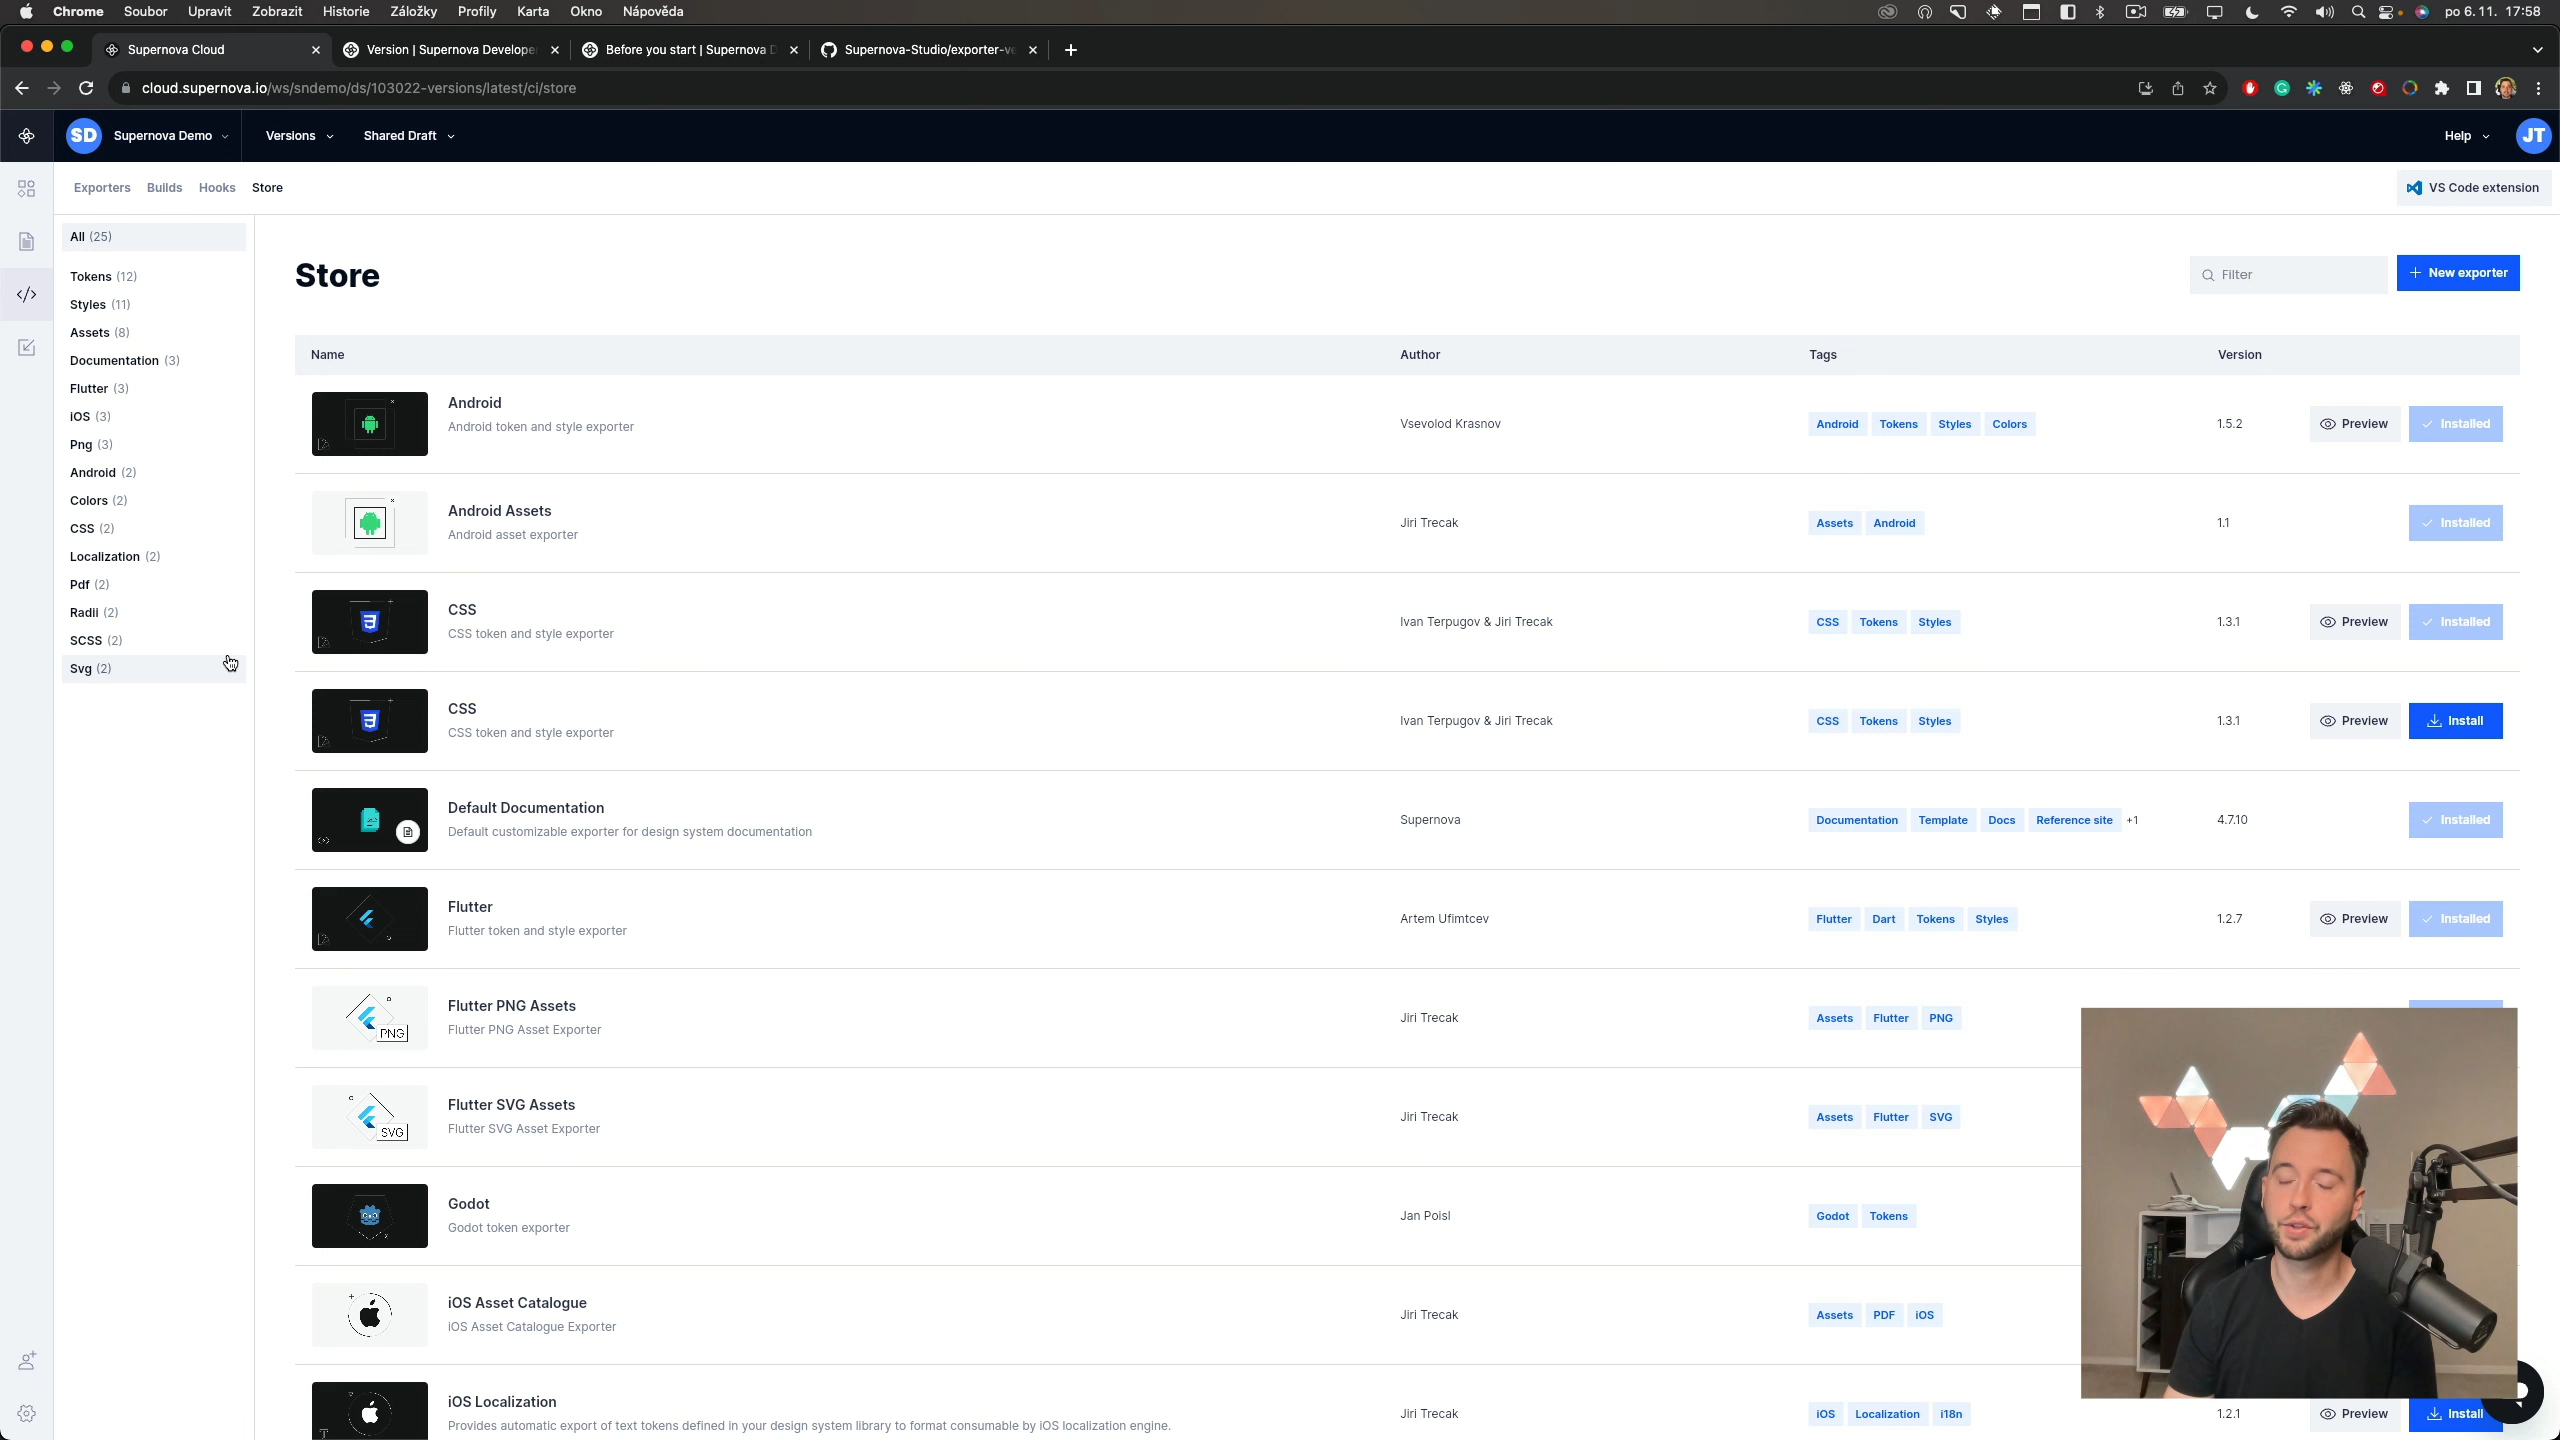 Chrome Soubor Upravit Zobrazit Historie Záložky Profily Karta Okno Nápověda po 6. 11. 17:58
Supernova Cloud Version | Supernova Develope Before you start | Supernova D Supernova-Studio/exporter-ve
cloud.supernova.io/ws/sndemo/ds/103022-versions/latest/ci/store
SD Supernova Demo Versions Shared Draft Help JT
Exporters Builds Hooks Store VS Code extension
All (25)
Tokens (12)
Styles (11)
Assets (8)
Documentation (3)
Flutter (3)
iOS (3)
Png (3)
Android (2)
Colors (2)
CSS (2)
Localization (2)
Pdf (2)
Radii (2)
SCSS (2)
Svg (2)
Store Filter New exporter
Name Author Tags Version
Android
Android token and style exporter
Vsevolod Krasnov Android Tokens Styles Colors 1.5.2 Preview Installed
Android Assets
Android asset exporter
Jiri Trecak Assets Android 1.1 Installed
CSS
CSS token and style exporter
Ivan Terpugov & Jiri Trecak CSS Tokens Styles 1.3.1 Preview Installed
CSS
CSS token and style exporter
Ivan Terpugov & Jiri Trecak CSS Tokens Styles 1.3.1 Preview Install
Default Documentation
Default customizable exporter for design system documentation
Supernova Documentation Template Docs Reference site +1 4.7.10 Installed
Flutter
Flutter token and style exporter
Artem Ufimtcev Flutter Dart Tokens Styles 1.2.7 Preview Installed
PNG
Flutter PNG Assets
Flutter PNG Asset Exporter
Jiri Trecak Assets Flutter PNG
SVG
Flutter SVG Assets
Flutter SVG Asset Exporter
Jiri Trecak Assets Flutter SVG
Godot
Godot token exporter
Jan Poisl Godot Tokens
iOS Asset Catalogue
iOS Asset Catalogue Exporter
Jiri Trecak Assets PDF iOS
iOS Localization
Provides automatic export of text tokens defined in your design system library to format consumable by iOS localization engine.
Jiri Trecak iOS Localization i18n 1.2.1 Preview Install